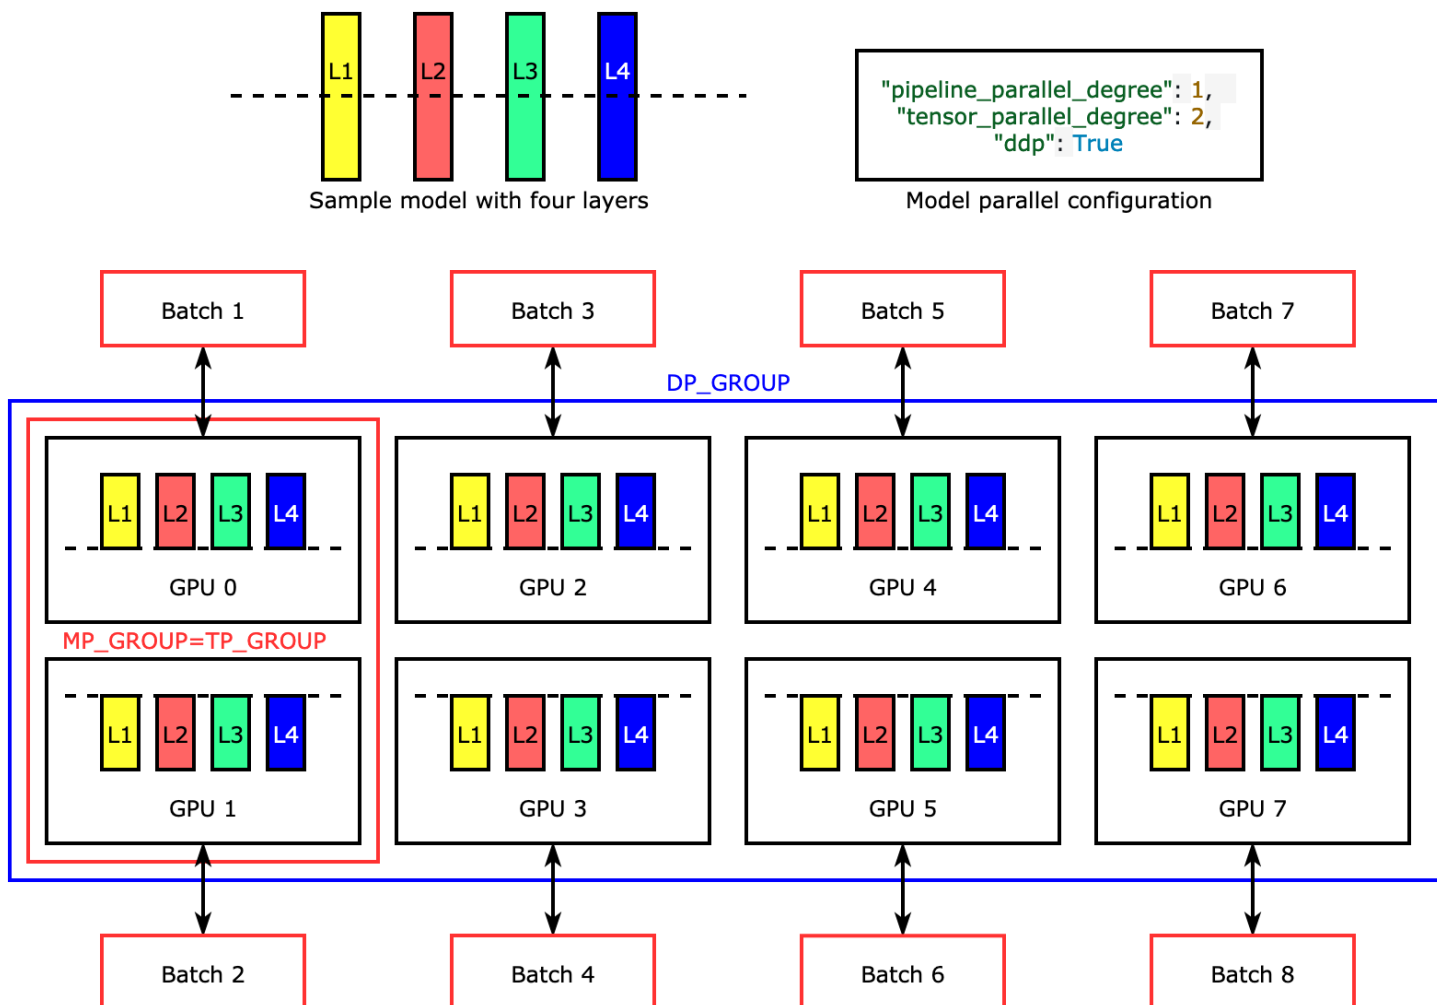 L1 L2 L3 L4
Sample model with four layers
"pipeline_parallel_degree": 1,
"tensor_parallel_degree": 2,
"ddp": True
Model parallel configuration
Batch 1 Batch 3 Batch 5 Batch 7
DP_GROUP
L1 L2 L3 L4 L1 L2 L3 L4 L1 L2 L3 L4 L1 L2 L3 L4
GPU 0 GPU 2 GPU 4 GPU 6
MP_GROUP=TP_GROUP
L1 L2 L3 L4 L1 L2 L3 L4 L1 L2 L3 L4 L1 L2 L3 L4
GPU 1 GPU 3 GPU 5 GPU 7
Batch 2 Batch 4 Batch 6 Batch 8